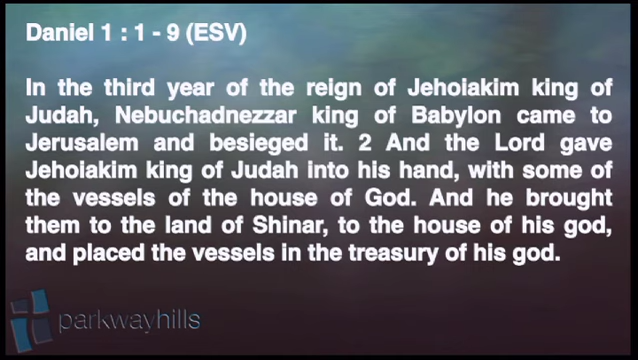 Daniel 1 : 1 - 9 (ESV)
In the third year of the reign of Jehoiakim king of
Judah, Nebuchadnezzar king of Babylon came to
Jerusalem and besieged it. 2 And the Lord gave
Jehoiakim king of Judah into his hand, with some of
the vessels of the house of God. And he brought
them to the land of Shinar, to the house of his god,
and placed the vessels in the treasury of his god.
parkwayhills